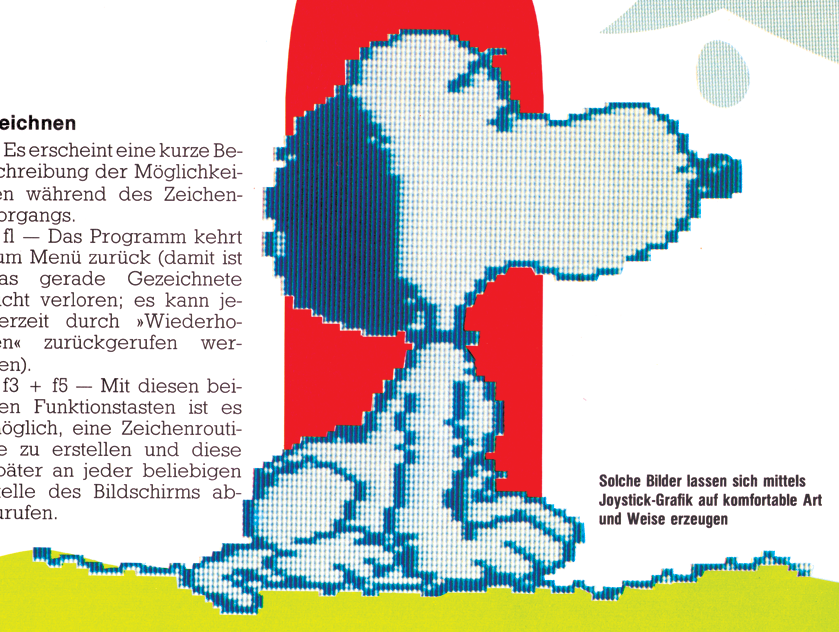 eichnen
Es erscheint eine kurze Be-
chreibung der Möglichkei-
en während des Zeichen-
organgs.
f1 — Das Programm kehrt
um Menü zurück (damit ist
as gerade Gezeichnete
icht verloren; es kann je-
erzeit durch »Wiederho-
en« zurückgerufen wer-
en).
f3 + f5 — Mit diesen bei-
en Funktionstasten ist es
öglich, eine Zeichenrouti-
e zu erstellen und diese
päter an jeder beliebigen
telle des Bildschirms ab-
urufen.
Solche Bilder lassen sich mittels
Joystick-Grafik auf komfortable Art
und Weise erzeugen